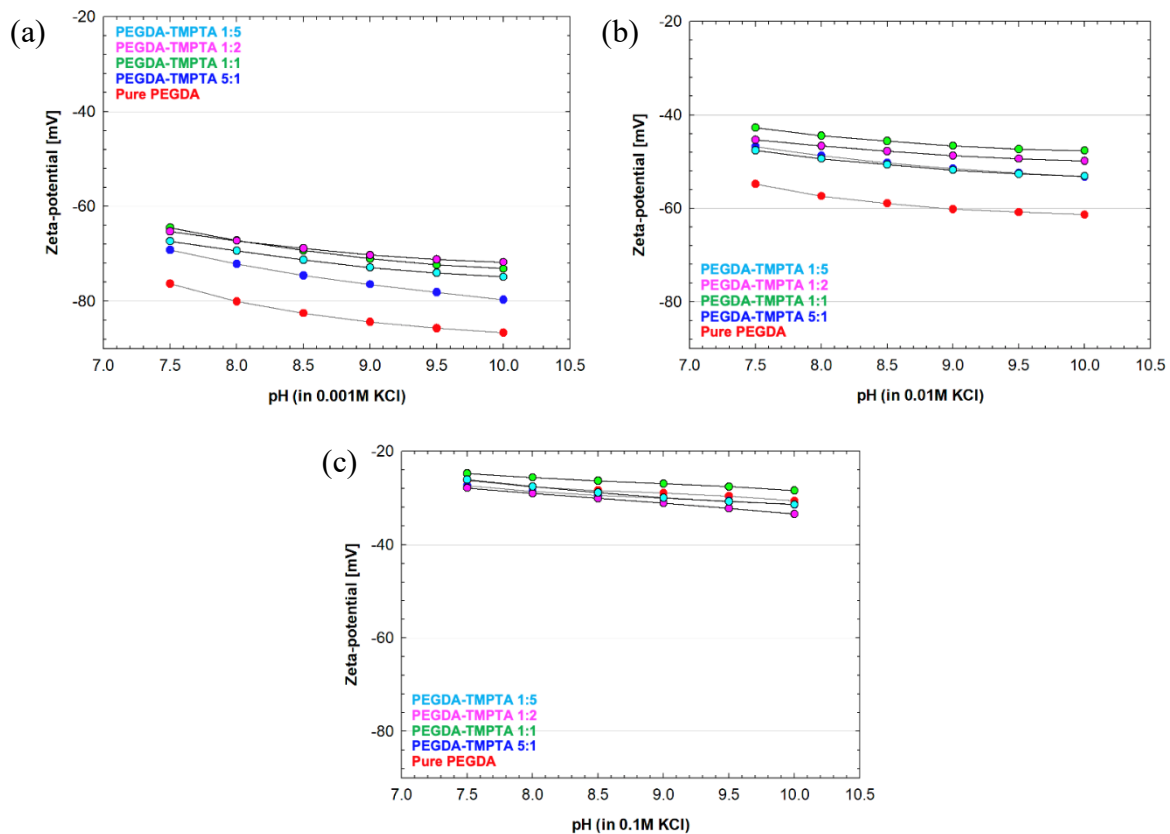 (a)
-20
-40
-60
-80
Zeta-potential [mV]
PEGDA-TMPTA 1:5
PEGDA-TMPTA 1:2
PEGDA-TMPTA 1:1
PEGDA-TMPTA 5:1
Pure PEGDA
7.0 7.5 8.0 8.5 9.0 9.5 10.0 10.5
pH (in 0.001M KCl)
(b)
-20
-40
-60
-80
Zeta-potential [mV]
PEGDA-TMPTA 1:5
PEGDA-TMPTA 1:2
PEGDA-TMPTA 1:1
PEGDA-TMPTA 5:1
Pure PEGDA
7.0 7.5 8.0 8.5 9.0 9.5 10.0 10.5
pH (in 0.01M KCl)
(c)
-20
-40
-60
-80
Zeta-potential [mV]
PEGDA-TMPTA 1:5
PEGDA-TMPTA 1:2
PEGDA-TMPTA 1:1
PEGDA-TMPTA 5:1
Pure PEGDA
7.0 7.5 8.0 8.5 9.0 9.5 10.0 10.5
pH (in 0.1M KCl)